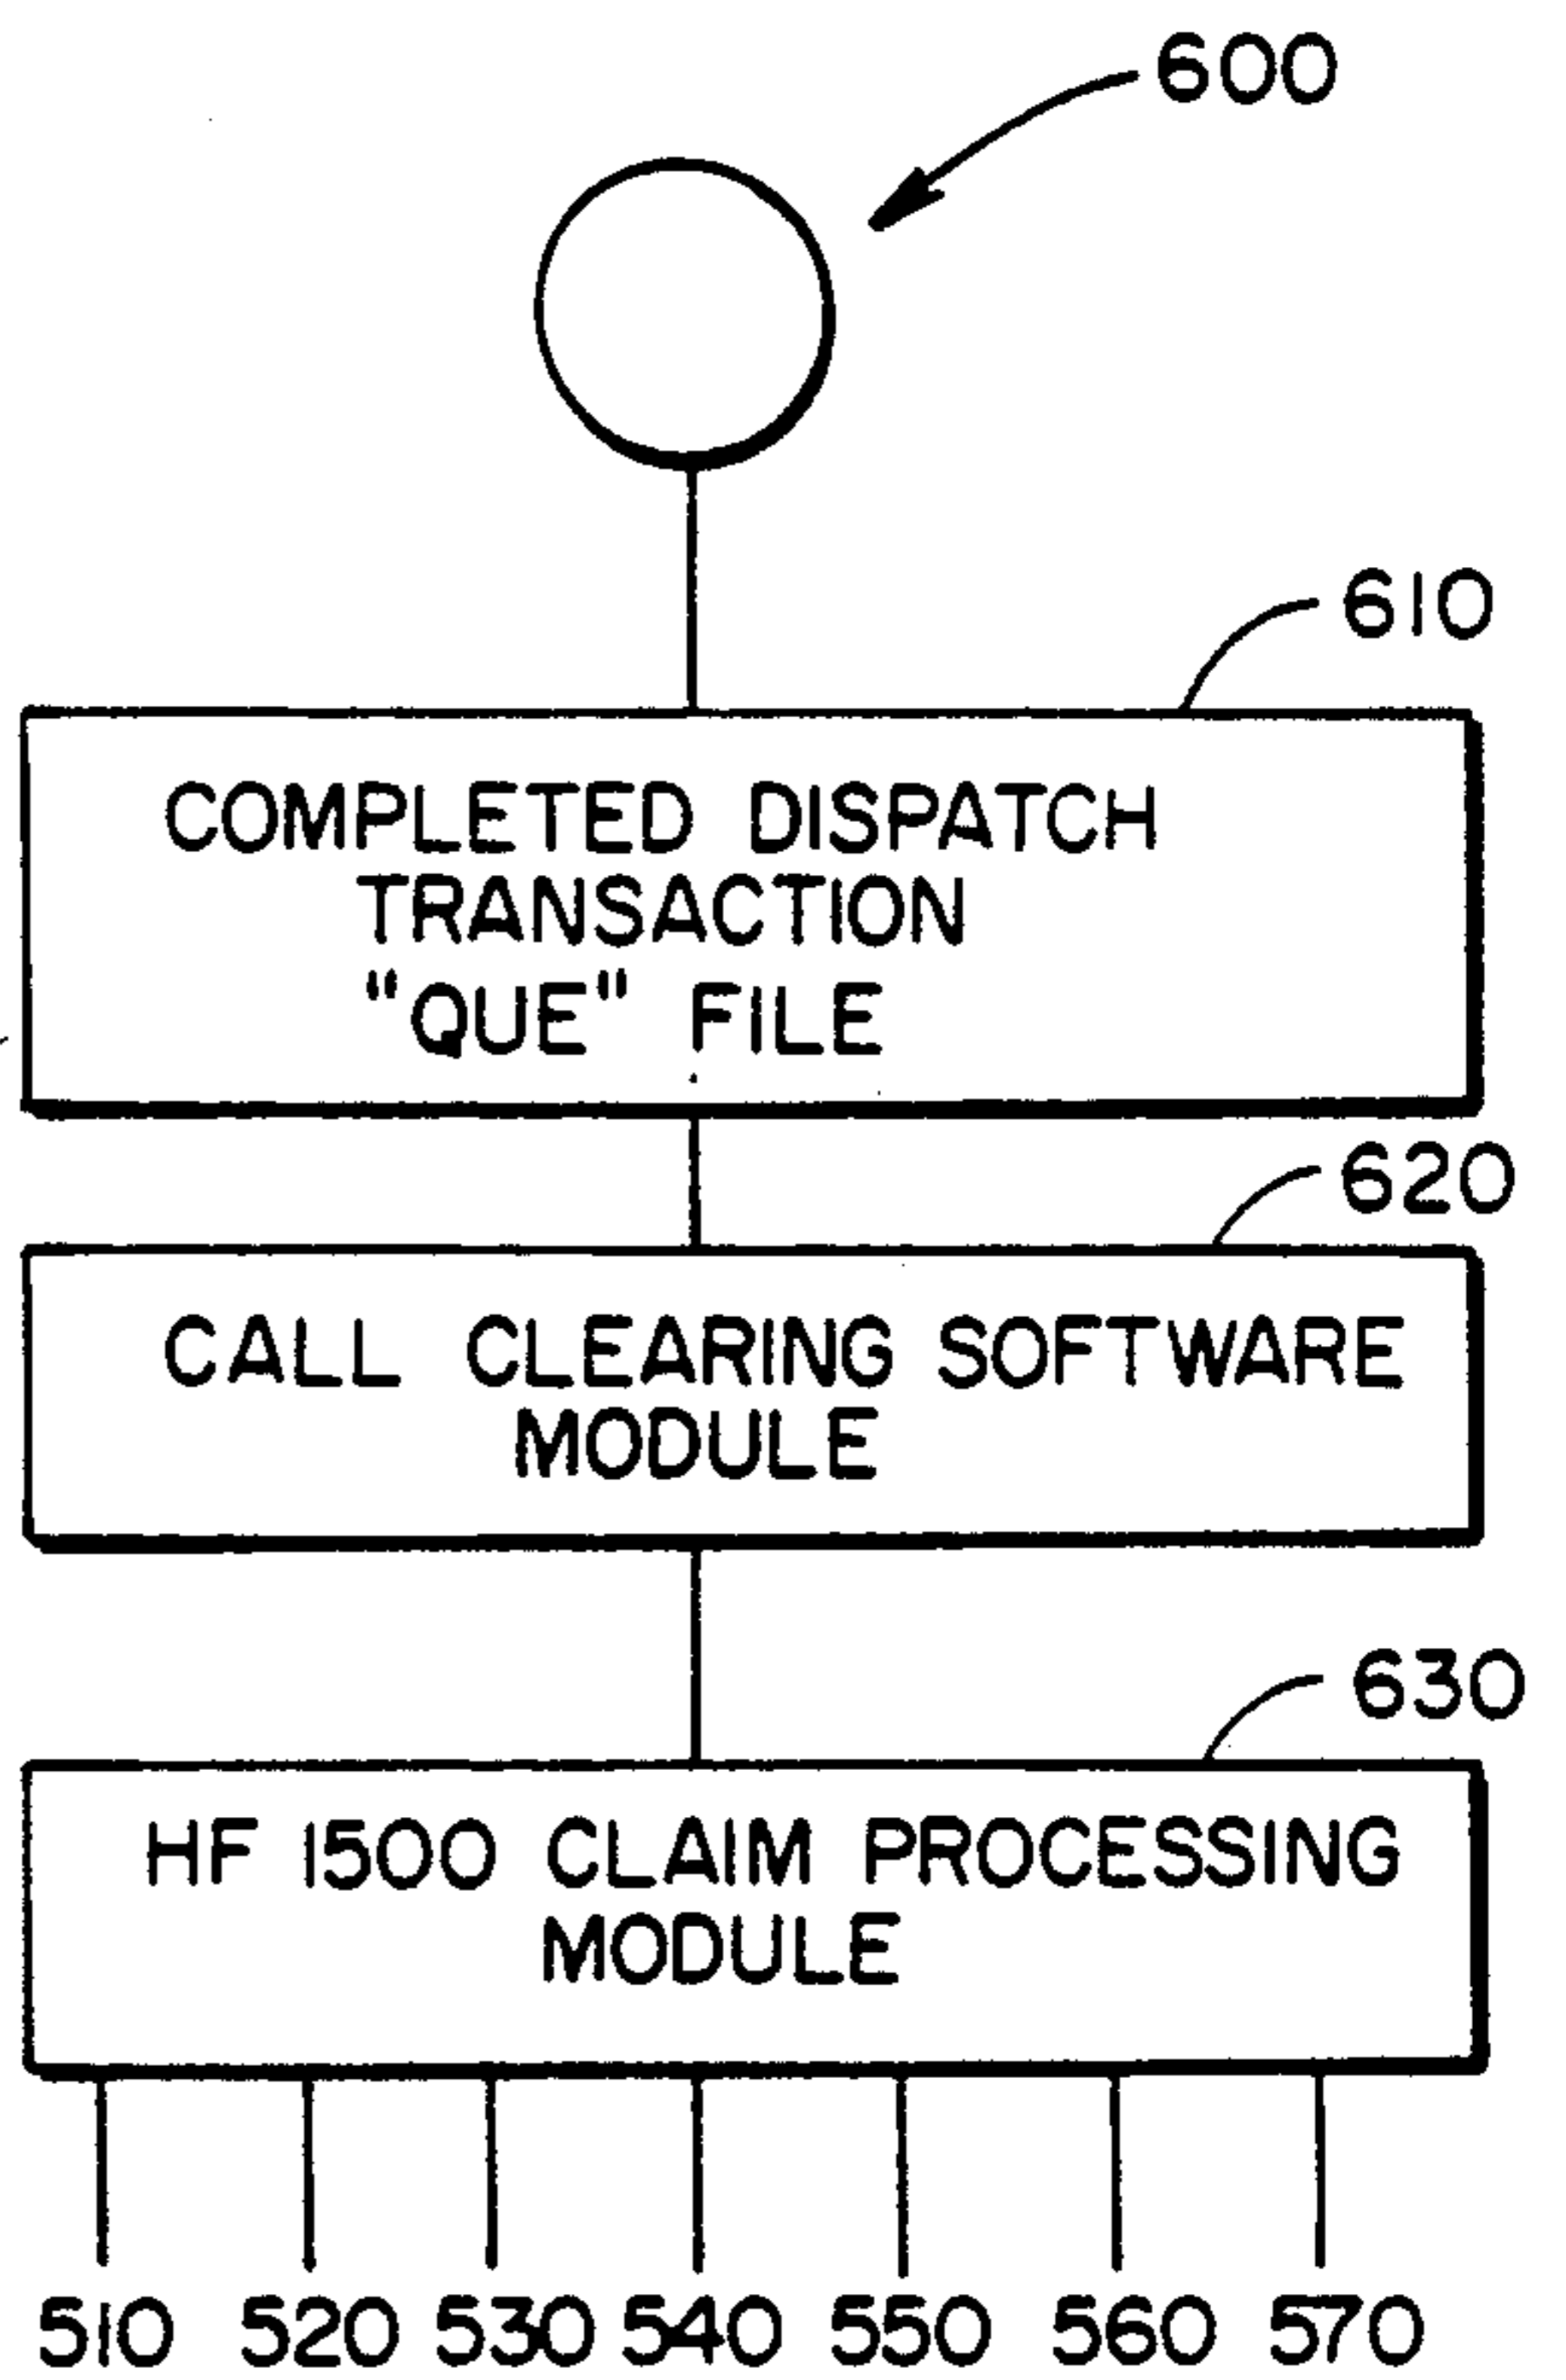 600
610
COMPLETED DISPATCH
TRANSACTION
"QUE" FILE
620
CALL CLEARING SOFTWARE
MODULE
630
HF 1500 CLAIM PROCESSING
MODULE
510 520 530 540 550 560 570